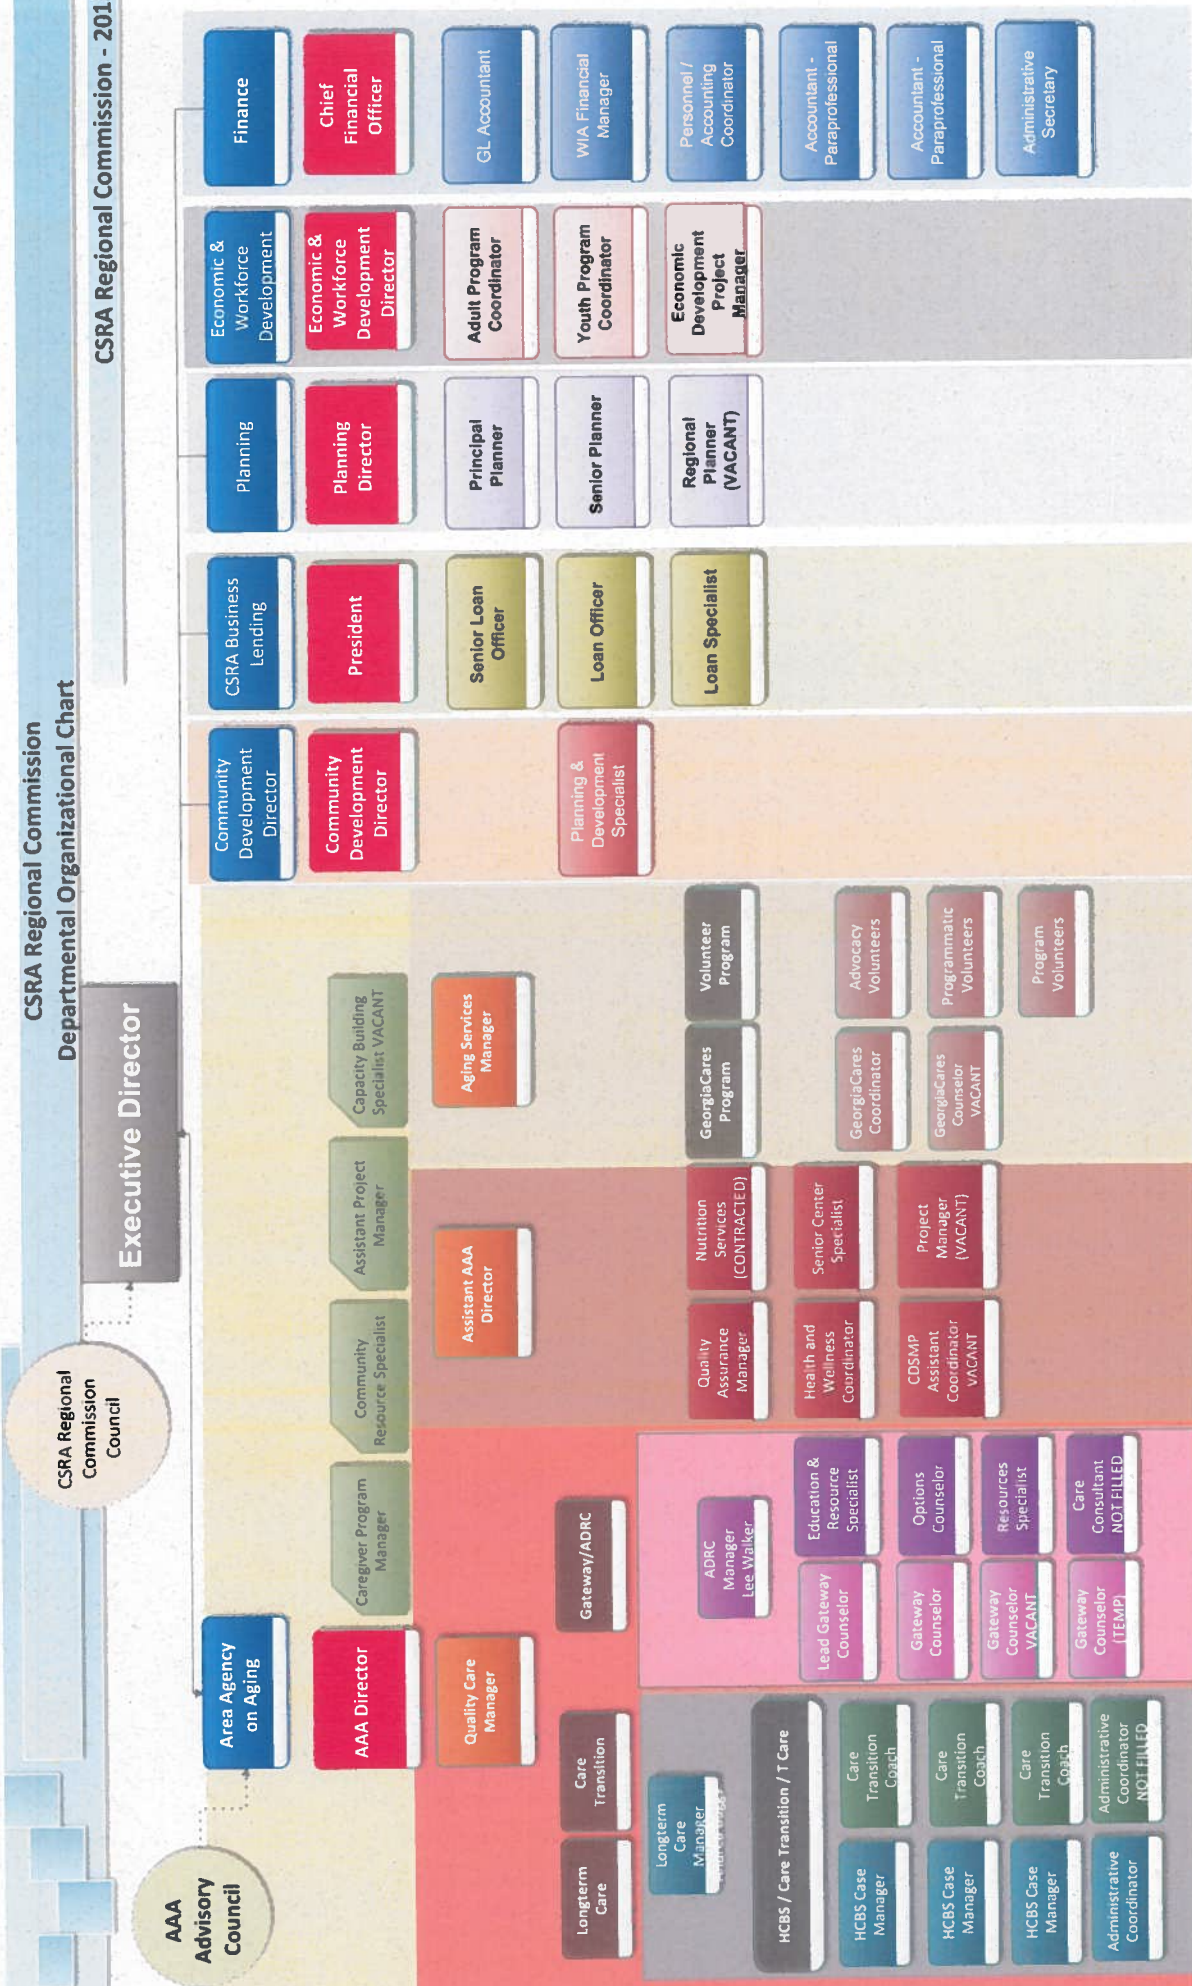 CSRA Regional Commission
Departmental Organizational Chart
CSRA Regional Commission - 201
CSRA Regional
Commission
Council
Executive Director
AAA
Advisory
Council
Area Agency
on Aging
Community
Development
Director
CSRA Business
Lending
Planning
Economic &
Workforce
Development
Finance
AAA Director
Caregiver Program
Manager
Community
Resource Specialist
Assistant Project
Manager
Capacity Building
Specialist VACANT
Community
Development
Director
President
Planning
Director
Economic &
Workforce
Development
Director
Chief
Financial
Officer
Quality Care
Manager
Assistant AAA
Director
Aging Services
Manager
Senior Loan
Officer
Principal
Planner
Adult Program
Coordinator
GL Accountant
Longterm
Care
Care
Transition
Gateway/ADRC
Planning &
Development
Specialist
Loan Officer
Senior Planner
Youth Program
Coordinator
WIA Financial
Manager
Longterm
Care
Manager
ADRC
Manager
Lee Walker
Quality
Assurance
Manager
Nutrition
Services
(CONTRACTED)
GeorgiaCares
Program
Volunteer
Program
Loan Specialist
Regional
Planner
(VACANT)
Economic
Development
Project
Manager
Personnel /
Accounting
Coordinator
HCBS / Care Transition / T Care
Lead Gateway
Counselor
Education &
Resource
Specialist
Health and
Wellness
Coordinator
Senior Center
Specialist
GeorgiaCares
Coordinator
Advocacy
Volunteers
Accountant -
Paraprofessional
HCBS Case
Manager
Care
Transition
Coach
Gateway
Counselor
Options
Counselor
CDSMP
Assistant
Coordinator
VACANT
Project
Manager
(VACANT)
GeorgiaCares
Counselor
VACANT
Programmatic
Volunteers
Accountant -
Paraprofessional
HCBS Case
Manager
Care
Transition
Coach
Gateway
Counselor
VACANT
Resources
Specialist
Program
Volunteers
Administrative
Secretary
HCBS Case
Manager
Care
Transition
Coach
Gateway
Counselor
(TEMP)
Care
Consultant
NOT FILLED
Administrative
Coordinator
Administrative
Coordinator
NOT FILLED